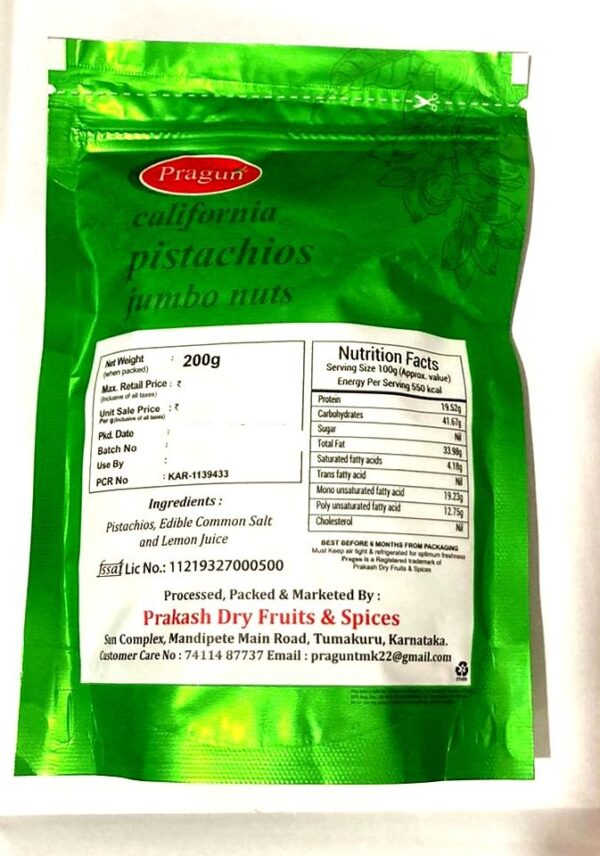 Pragun
california
pistachios
jumbo nuts
Net Weight : 200g
(when packed)
Max. Retail Price : ₹
(Inclusive of all taxes)
Unit Sale Price : ₹
Per g (Inclusive of all taxes)
Pkd. Date :
Batch No
Use By :
PCR No : KAR-1139433
Nutrition Facts
Serving Size 100g (Approx. value)
Energy Per Serving 550 kcal
Protein 19.52g
Carbohydrates 41.67g
Sugar Nil
Total Fat 33.98g
Saturated fatty acids 4.18g
Trans fatty acid Nil
Mono unsaturated fatty acid 19.23g
Poly unsaturated fatty acid 12.75g
Cholesterol Nil
Ingredients :
Pistachios, Edible Common Salt
and Lemon Juice
fssai Lic No.: 11219327000500
BEST BEFORE 6 MONTHS FROM PACKAGING
Must Keep air tight & refrigerated for optimum freshness
Pragun is a Registered trademark of
Prakash Dry Fruits & Spices
Processed, Packed & Marketed By :
Prakash Dry Fruits & Spices
Sun Complex, Mandipete Main Road, Tumakuru, Karnataka.
Customer Care No : 74114 87737 Email : praguntmk22@gmail.com